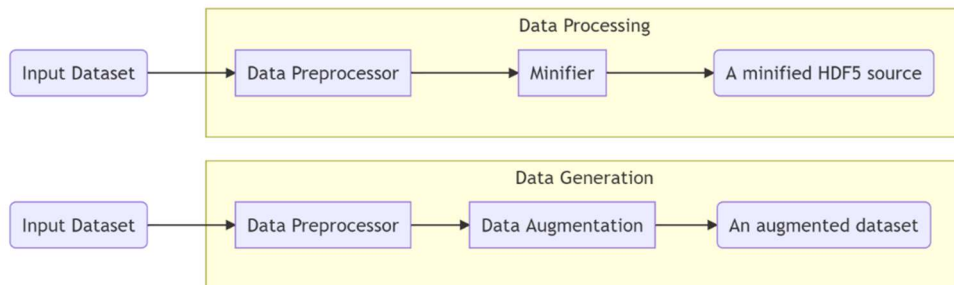 Data Processing
Input Dataset
Data Preprocessor
Minifier
A minified HDF5 source
Data Generation
Input Dataset
Data Preprocessor
Data Augmentation
An augmented dataset